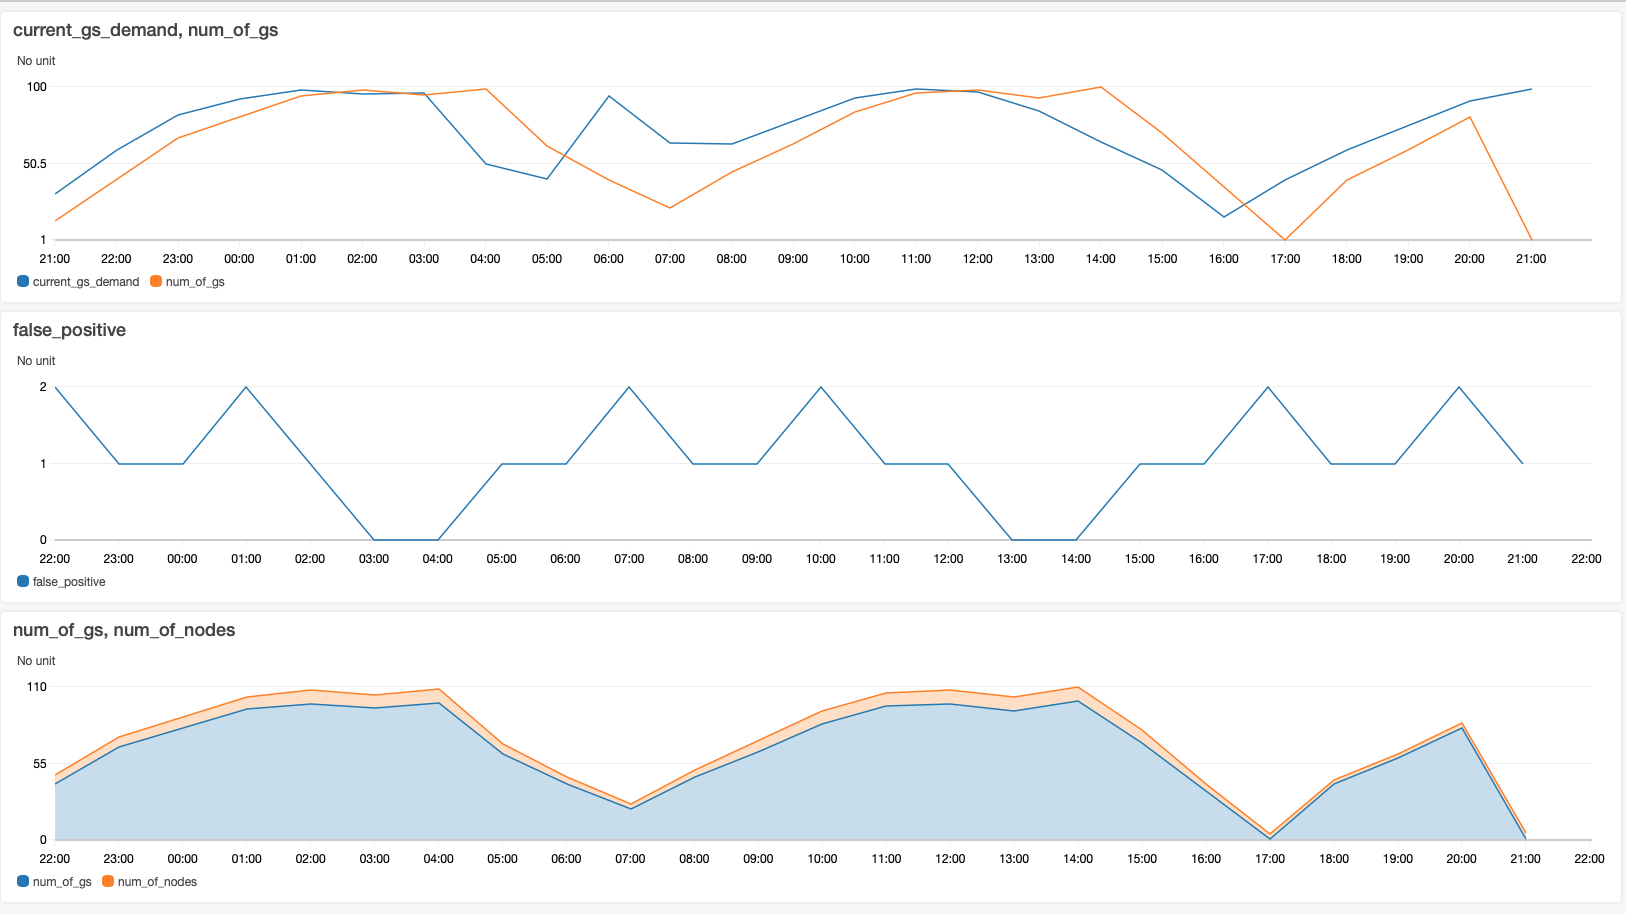 current_gs_demand, num_of_gs
No unit
100
50.5
1
21:00 22:00 23:00 00:00 01:00 02:00 03:00 04:00 05:00 06:00 07:00 08:00 09:00 10:00 11:00 12:00 13:00 14:00 15:00 16:00 17:00 18:00 19:00 20:00 21:00
current_gs_demand num_of_gs
false_positive
No unit
2
1
0
22:00 23:00 00:00 01:00 02:00 03:00 04:00 05:00 06:00 07:00 08:00 09:00 10:00 11:00 12:00 13:00 14:00 15:00 16:00 17:00 18:00 19:00 20:00 21:00 22:00
false_positive
num_of_gs, num_of_nodes
No unit
110
55
0
22:00 23:00 00:00 01:00 02:00 03:00 04:00 05:00 06:00 07:00 08:00 09:00 10:00 11:00 12:00 13:00 14:00 15:00 16:00 17:00 18:00 19:00 20:00 21:00 22:00
num_of_gs num_of_nodes